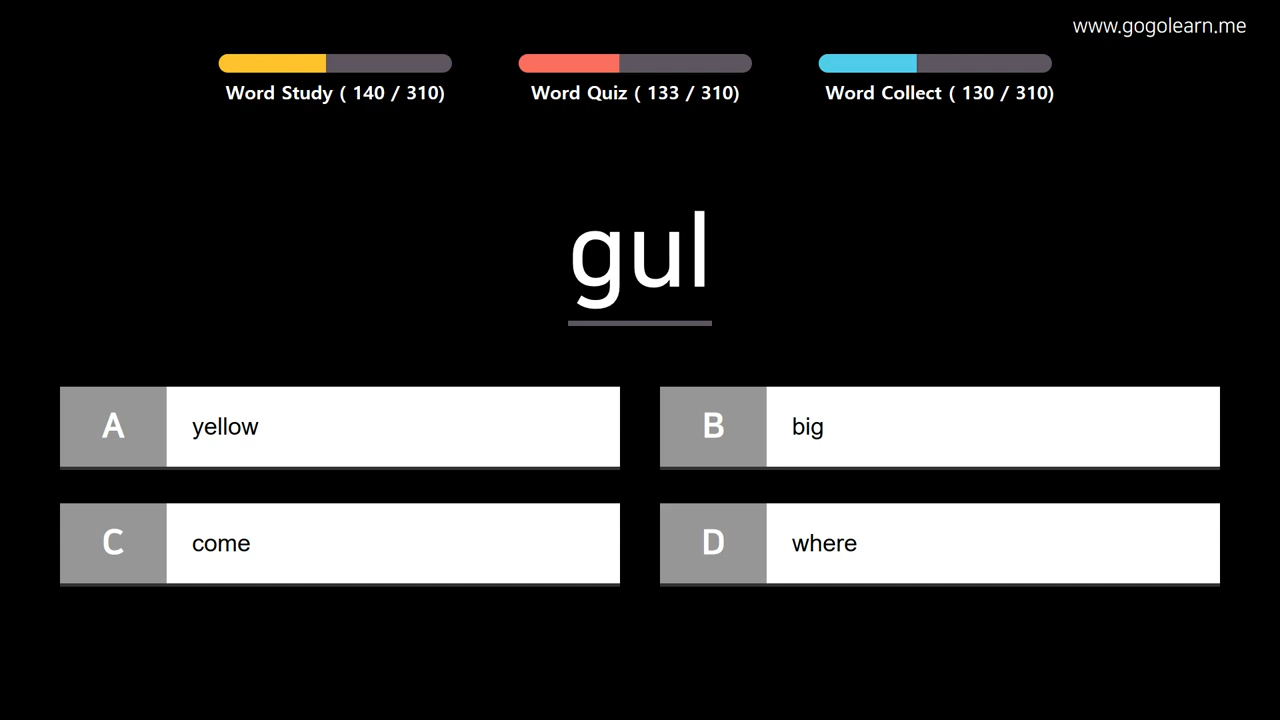 www.gogolearn.me
Word Study ( 140 / 310)
Word Quiz ( 133 / 310)
Word Collect ( 130 / 310)
gul
A yellow
B big
C come
D where